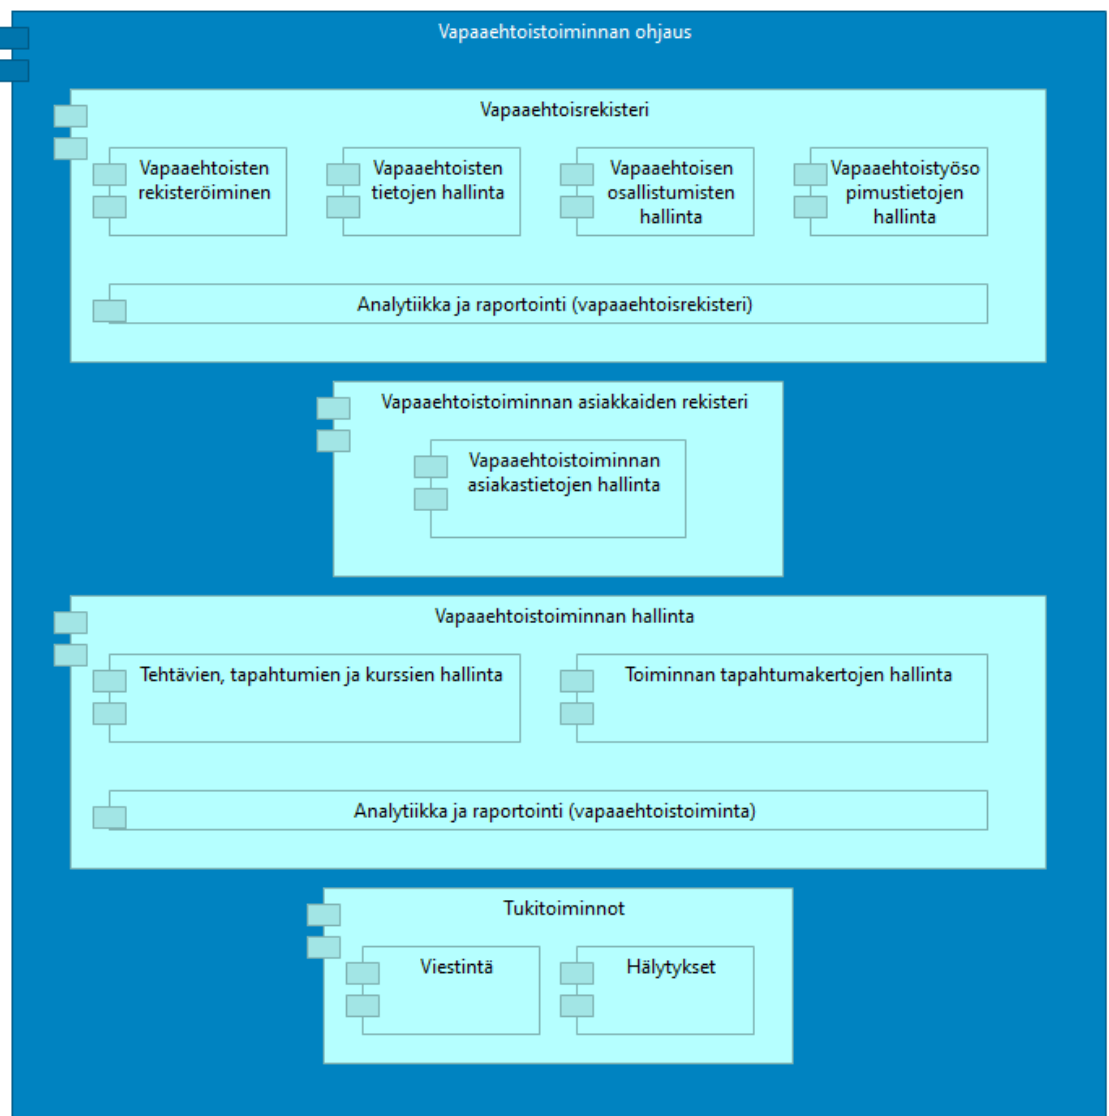 Vapaaehtoistoiminnan ohjaus
Vapaaehtoisrekisteri
Vapaaehtoisten
rekisteröiminen
Vapaaehtoisten
tietojen hallinta
Vapaaehtoisen
osallistumisten
hallinta
Vapaaehtoistyöso
pimustietojen
hallinta
Analytiikka ja raportointi (vapaaehtoisrekisteri)
Vapaaehtoistoiminnan asiakkaiden rekisteri
Vapaaehtoistoiminnan
asiakastietojen hallinta
Vapaaehtoistoiminnan hallinta
Tehtävien, tapahtumien ja kurssien hallinta
Toiminnan tapahtumakertojen hallinta
Analytiikka ja raportointi (vapaaehtoistoiminta)
Tukitoiminnot
Viestintä
Hälytykset